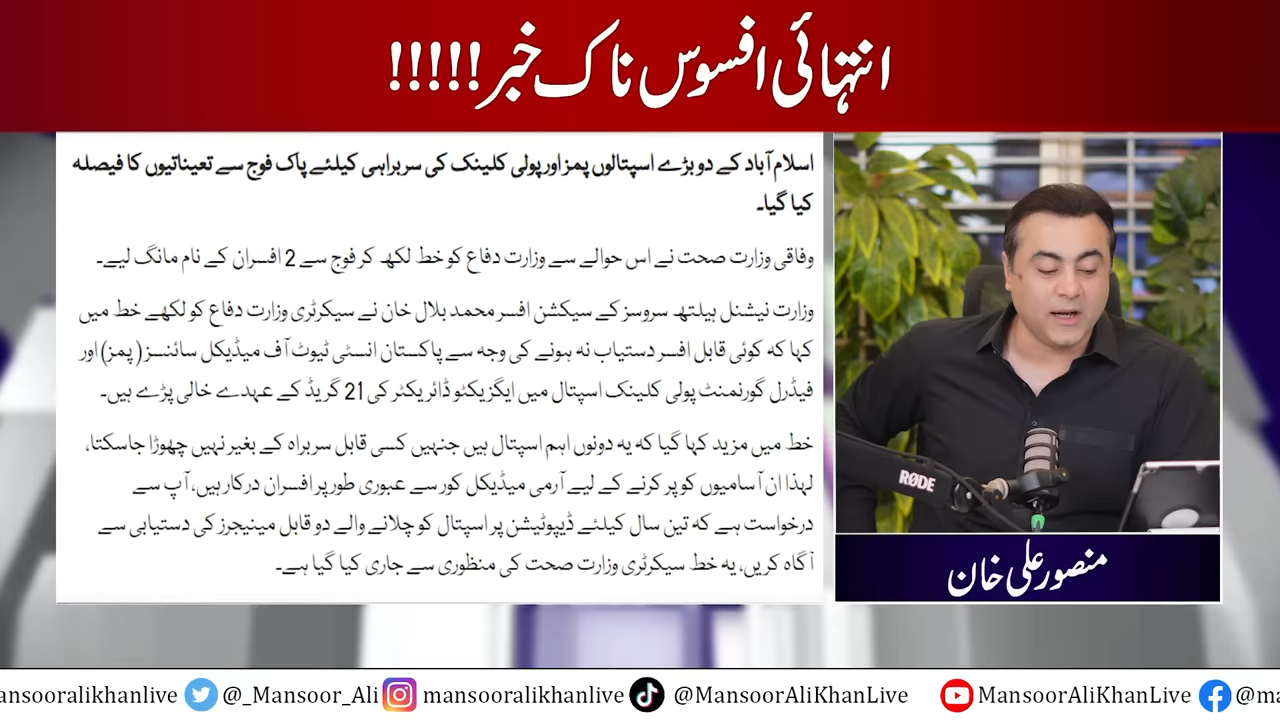 انتہائی افسوس ناک خبر!!!!!
اسلام آباد کے دو بڑے اسپتالوں پمز اور پولی کلینک کی سربراہی کیلئے پاک فوج سے تعیناتیوں کا فیصلہ
کیا گیا۔
وفاقی وزارت صحت نے اس حوالے سے وزارت دفاع کو خط لکھ کر فوج سے 2 افسران کے نام مانگ لیے۔
وزارت نیشنل ہیلتھ سروسز کے سیکشن افسر محمد بلال خان نے سیکرٹری وزارت دفاع کو لکھے خط میں
کہا کہ کوئی قابل افسر دستیاب نہ ہونے کی وجہ سے پاکستان انسٹی ٹیوٹ آف میڈیکل سائنسز (پمز) اور
فیڈرل گورنمنٹ پولی کلینک اسپتال میں ایگزیکٹو ڈائریکٹر کی 21 گریڈ کے عہدے خالی پڑے ہیں۔
خط میں مزید کہا گیا کہ یہ دونوں اہم اسپتال ہیں جنہیں کسی قابل سربراہ کے بغیر نہیں چھوڑا جاسکتا،
لہذا ان آسامیوں کو پر کرنے کے لیے آرمی میڈیکل کور سے عبوری طور پر افسران درکار ہیں، آپ سے
درخواست ہے کہ تین سال کیلئے ڈیپوٹیشن پر اسپتال کو چلانے والے دو قابل مینیجرز کی دستیابی سے
آگاہ کریں، یہ خط سیکرٹری وزارت صحت کی منظوری سے جاری کیا گیا ہے۔
RØDE
منصور علی خان
ansooralikhanlive @_Mansoor_Ali mansooralikhanlive @MansoorAliKhanLive MansoorAliKhanLive @ma